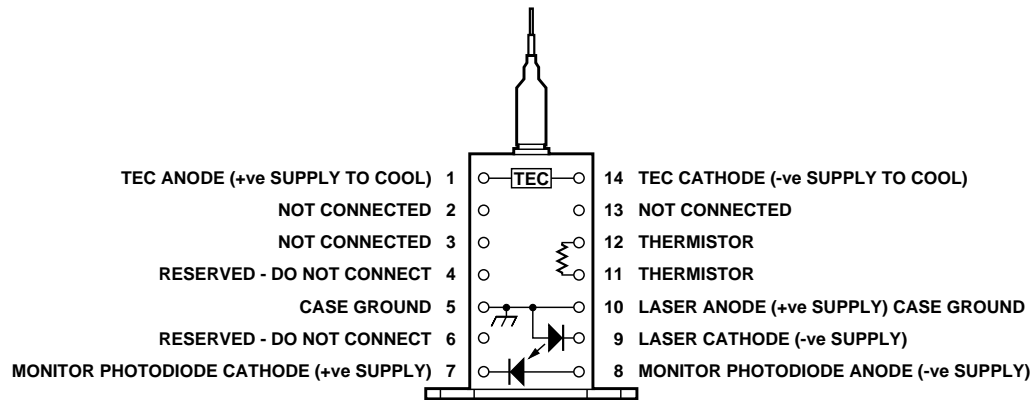 TEC ANODE (+ve SUPPLY TO COOL) 1 TEC 14 TEC CATHODE (-ve SUPPLY TO COOL)
NOT CONNECTED 2 13 NOT CONNECTED
NOT CONNECTED 3 12 THERMISTOR
RESERVED - DO NOT CONNECT 4 11 THERMISTOR
CASE GROUND 5 10 LASER ANODE (+ve SUPPLY) CASE GROUND
RESERVED - DO NOT CONNECT 6 9 LASER CATHODE (-ve SUPPLY)
MONITOR PHOTODIODE CATHODE (+ve SUPPLY) 7 8 MONITOR PHOTODIODE ANODE (-ve SUPPLY)